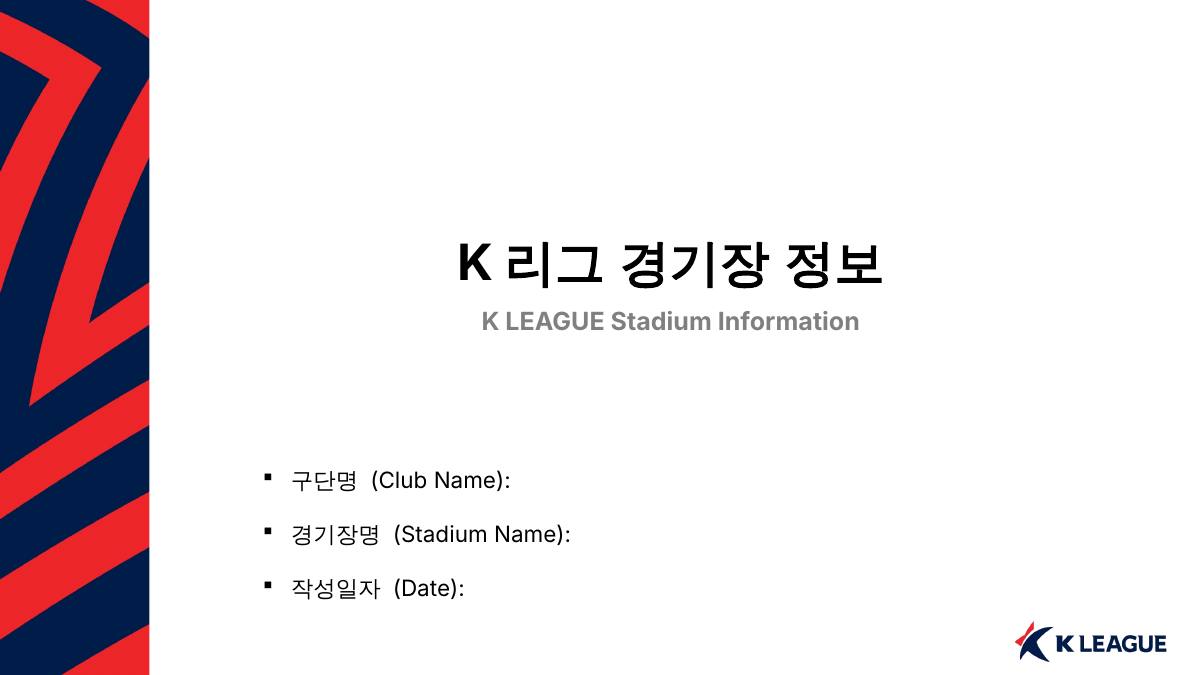 K 리그 경기장 정보
K LEAGUE Stadium Information
▪ 구단명 (Club Name):
▪ 경기장명 (Stadium Name):
▪ 작성일자 (Date):
K LEAGUE